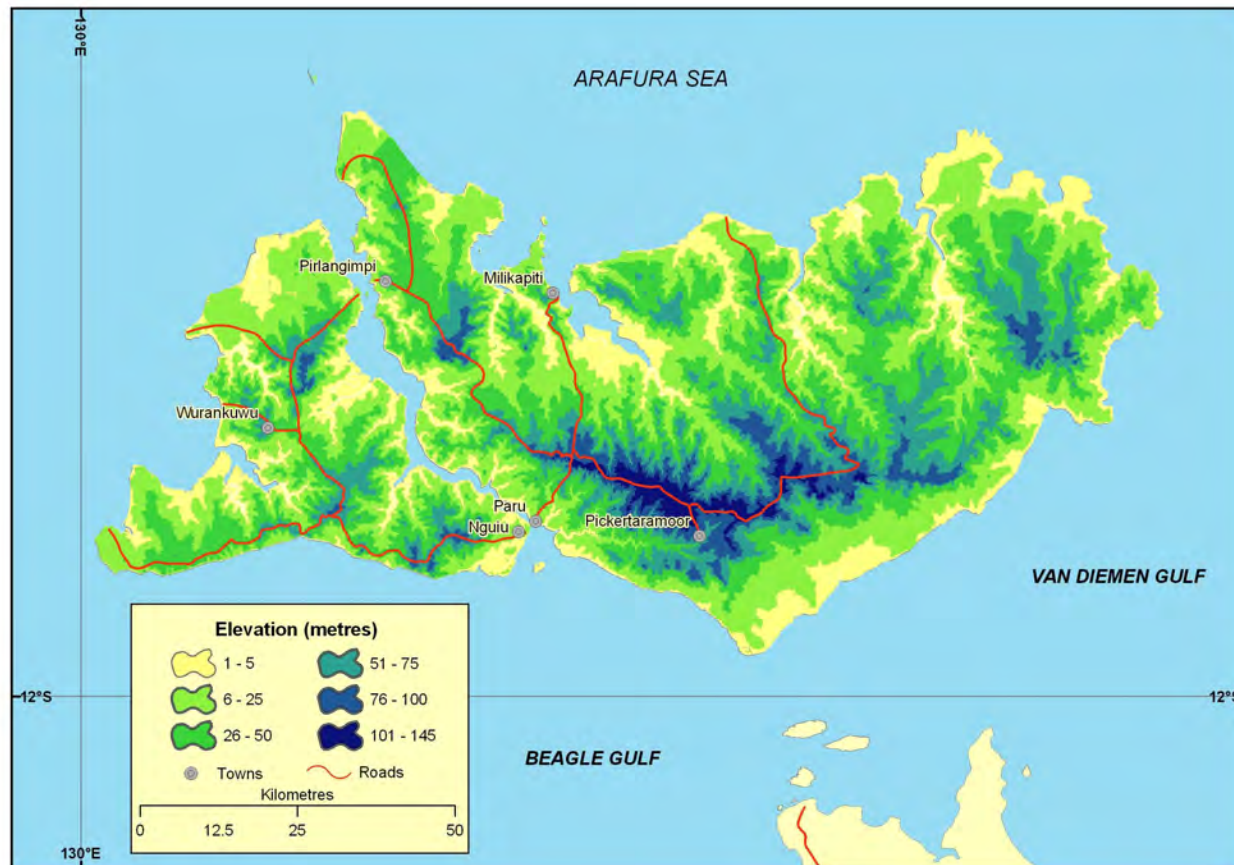 130°E
ARAFURA SEA
Pirlangimpi
Milikapiti
Wurankuwu
Paru
Nguiu
Pickertaramoor
VAN DIEMEN GULF
Elevation (metres)
1 - 5
51 - 75
6 - 25
76 - 100
26 - 50
101 - 145
Towns
Roads
Kilometres
0 12.5 25 50
12°S
12°S
BEAGLE GULF
130°E